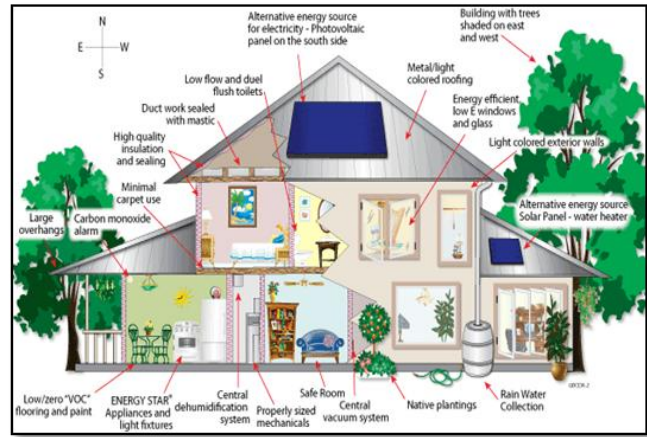 N
E
W
S
Alternative energy source
for electricity - Photovoltaic
panel on the south side
Building with trees
shaded on east
and west
Low flow and duel
flush toilets
Metal/light
colored roofing
Duct work sealed
with mastic
Energy efficient
low E windows
and glass
High quality
insulation
and sealing
Light colored exterior walls
Minimal
carpet use
Alternative energy source
Solar Panel - water heater
Large
overhangs
Carbon monoxide
alarm
Low/zero "VOC"
flooring and paint
ENERGY STAR®
Appliances and
light fixtures
Central
dehumidification
system
Properly sized
mechanicals
Safe Room
Central
vacuum system
Native plantings
Rain Water
Collection